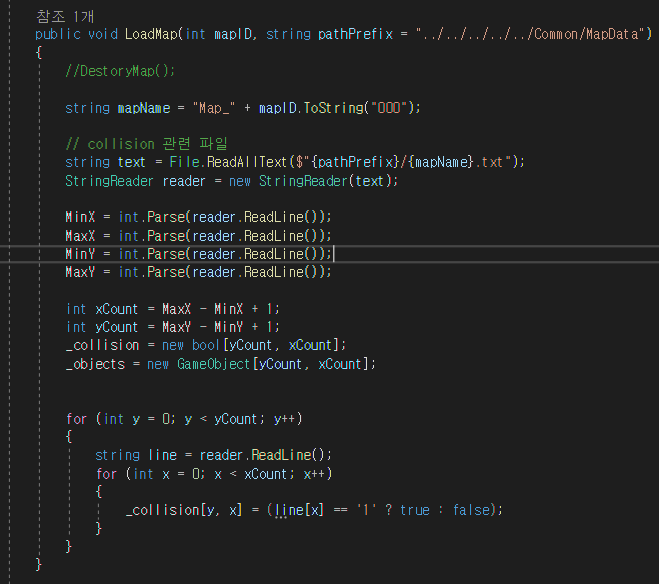 참조 1개
public void LoadMap(int mapID, string pathPrefix = "../../../../../Common/MapData")
{
//DestoryMap();
string mapName = "Map_" + mapID.ToString("000");
// collision 관련 파일
string text = File.ReadAllText($"{pathPrefix}/{mapName}.txt");
StringReader reader = new StringReader(text);
MinX = int.Parse(reader.ReadLine());
MaxX = int.Parse(reader.ReadLine());
MinY = int.Parse(reader.ReadLine());
MaxY = int.Parse(reader.ReadLine());
int xCount = MaxX - MinX + 1;
int yCount = MaxY - MinY + 1;
_collision = new bool[yCount, xCount];
_objects = new GameObject[yCount, xCount];
for (int y = 0; y < yCount; y++)
{
string line = reader.ReadLine();
for (int x = 0; x < xCount; x++)
{
_collision[y, x] = (line[x] == '1' ? true : false);
}
}
}